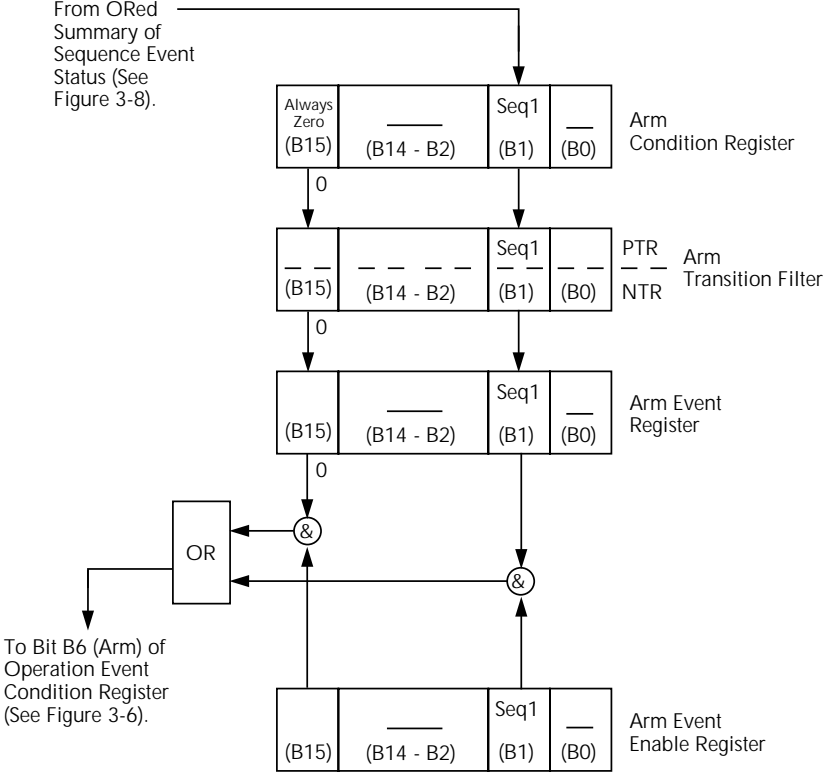 From ORed
Summary of
Sequence Event
Status (See
Figure 3-8).
Always
Zero
(B15)
(B14 - B2)
Seq1
(B1)
(B0)
Arm
Condition Register
0
(B15)
(B14 - B2)
Seq1
(B1)
(B0)
PTR
NTR
Arm
Transition Filter
0
(B15)
(B14 - B2)
Seq1
(B1)
(B0)
Arm Event
Register
0
&
OR
&
To Bit B6 (Arm) of
Operation Event
Condition Register
(See Figure 3-6).
(B15)
(B14 - B2)
Seq1
(B1)
(B0)
Arm Event
Enable Register